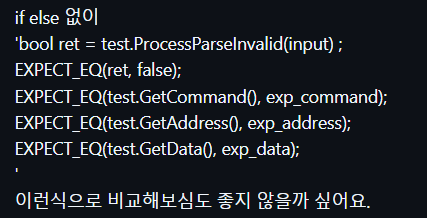 if else 없이
'bool ret = test.ProcessParseInvalid(input) ;
EXPECT_EQ(ret, false);
EXPECT_EQ(test.GetCommand(), exp_command);
EXPECT_EQ(test.GetAddress(), exp_address);
EXPECT_EQ(test.GetData(), exp_data);
'
이런식으로 비교해보심도 좋지 않을까 싶어요.